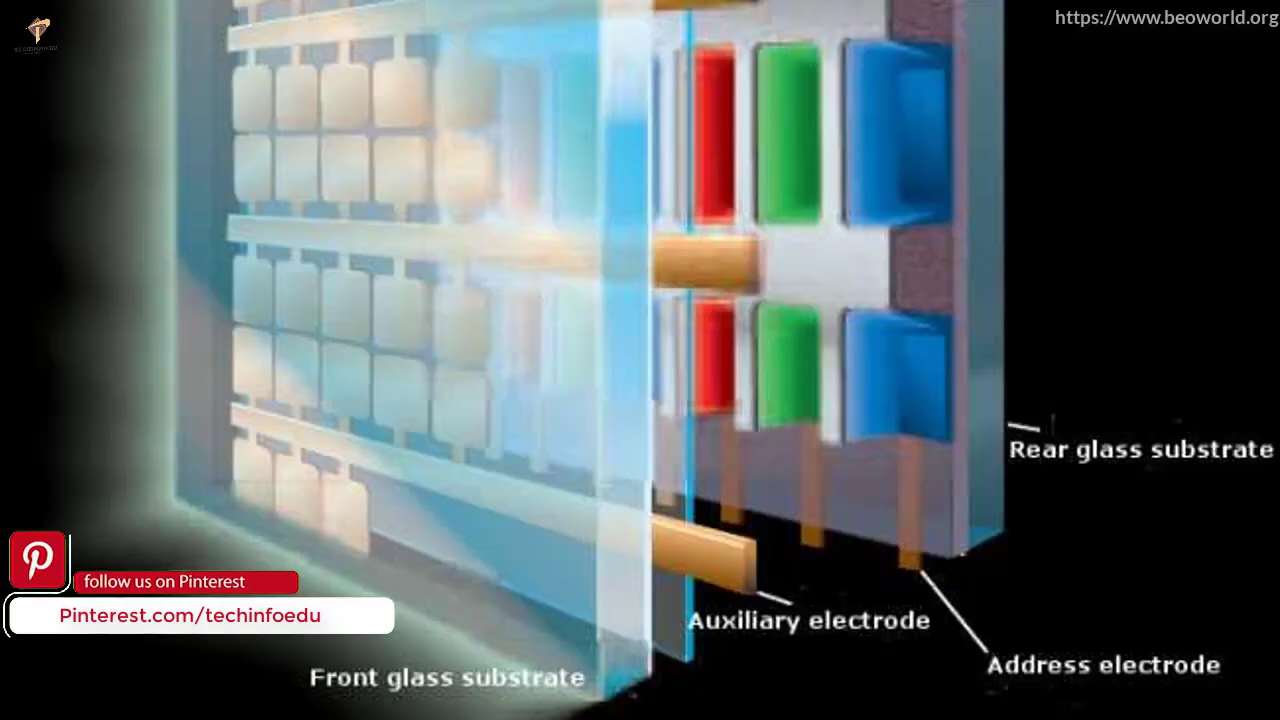 https://www.beoworld.org
Rear glass substrate
follow us on Pinterest
Pinterest.com/techinfoedu
Auxiliary electrode
Address electrode
Front glass substrate